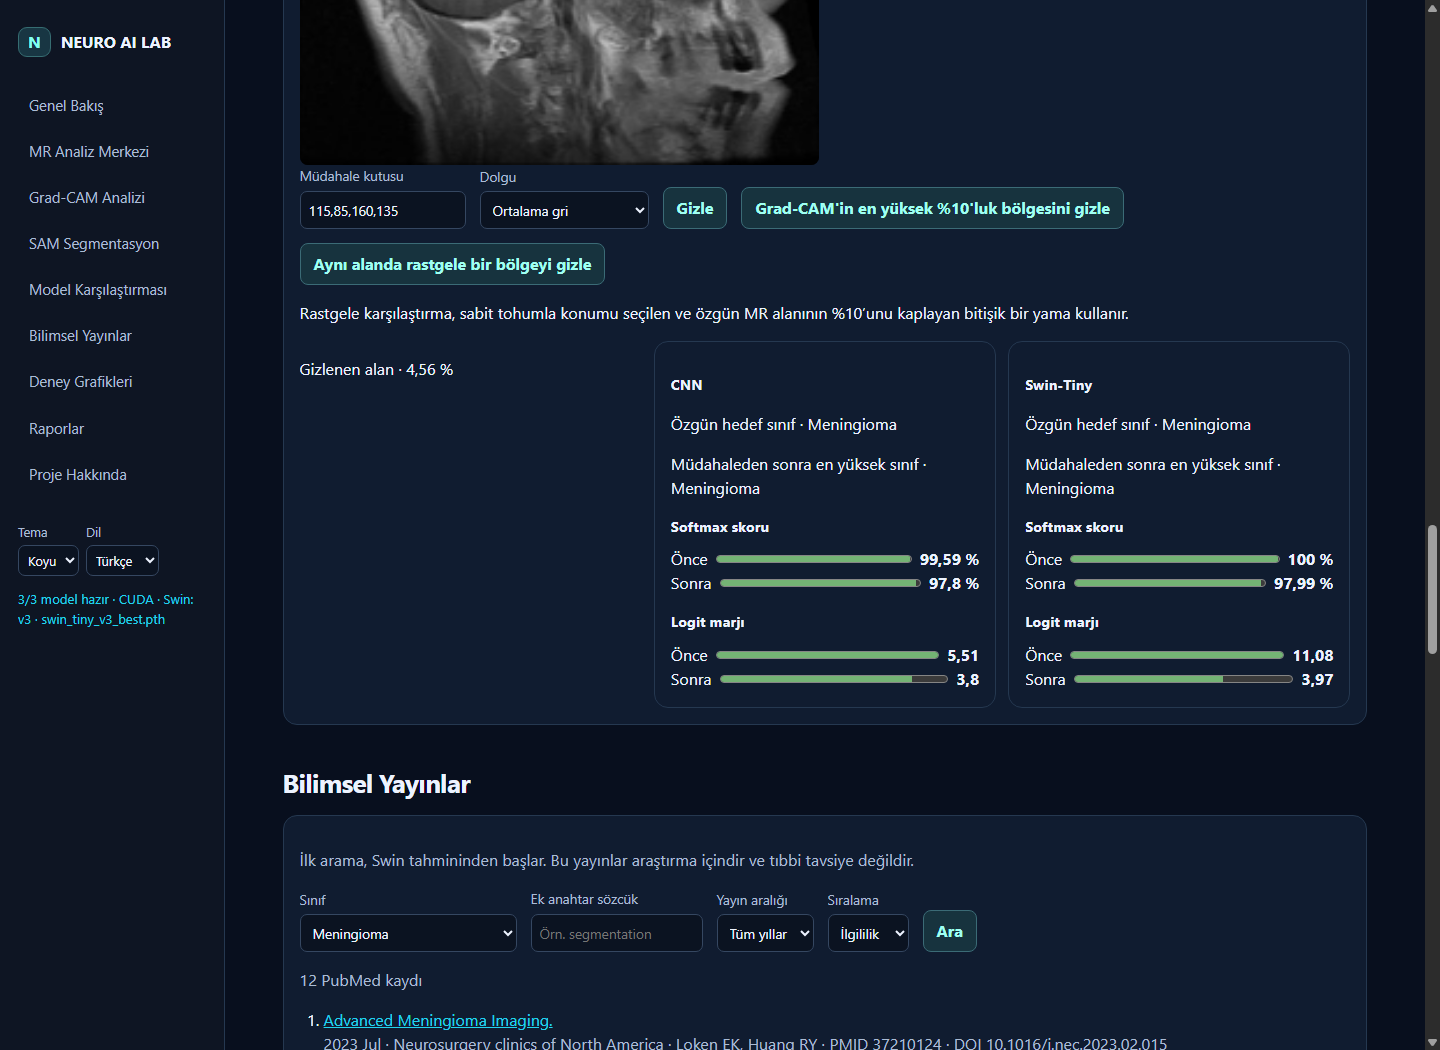 N NEURO AI LAB
Genel Bakış
MR Analiz Merkezi
Grad-CAM Analizi
SAM Segmentasyon
Model Karşılaştırması
Bilimsel Yayınlar
Deney Grafikleri
Raporlar
Proje Hakkında
Tema Dil
Koyu Türkçe
3/3 model hazır · CUDA · Swin:
v3 · swin_tiny_v3_best.pth
Müdahale kutusu Dolgu
115,85,160,135 Ortalama gri Gizle Grad-CAM'in en yüksek %10'luk bölgesini gizle
Aynı alanda rastgele bir bölgeyi gizle
Rastgele karşılaştırma, sabit tohumla konumu seçilen ve özgün MR alanının %10’unu kaplayan bitişik bir yama kullanır.
Gizlenen alan · 4,56 %
CNN
Özgün hedef sınıf · Meningioma
Müdahaleden sonra en yüksek sınıf ·
Meningioma
Softmax skoru
Önce 99,59 %
Sonra 97,8 %
Logit marjı
Önce 5,51
Sonra 3,8
Swin-Tiny
Özgün hedef sınıf · Meningioma
Müdahaleden sonra en yüksek sınıf ·
Meningioma
Softmax skoru
Önce 100 %
Sonra 97,99 %
Logit marjı
Önce 11,08
Sonra 3,97
Bilimsel Yayınlar
İlk arama, Swin tahmininden başlar. Bu yayınlar araştırma içindir ve tıbbi tavsiye değildir.
Sınıf Ek anahtar sözcük Yayın aralığı Sıralama
Meningioma Örn. segmentation Tüm yıllar İlgililik Ara
12 PubMed kaydı
1. Advanced Meningioma Imaging.
2023 Jul · Neurosurgery clinics of North America · Loken EK, Huang RY · PMID 37210124 · DOI 10.1016/j.nec.2023.02.015